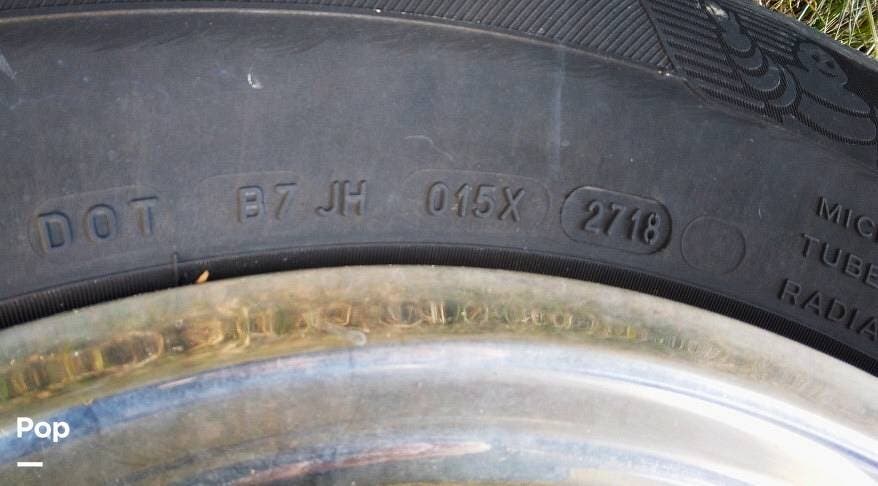 DOT B7 JH 015X 2718
MIC
TUBE
RADIA
Pop